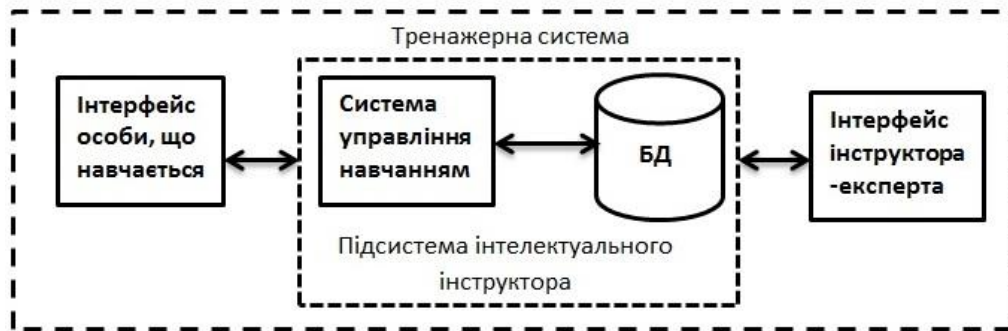 Тренажерна система
Інтерфейс
особи, що
навчається
Система
управління
навчанням
БД
Інтерфейс
інструктора
-експерта
Підсистема інтелектуального
інструктора